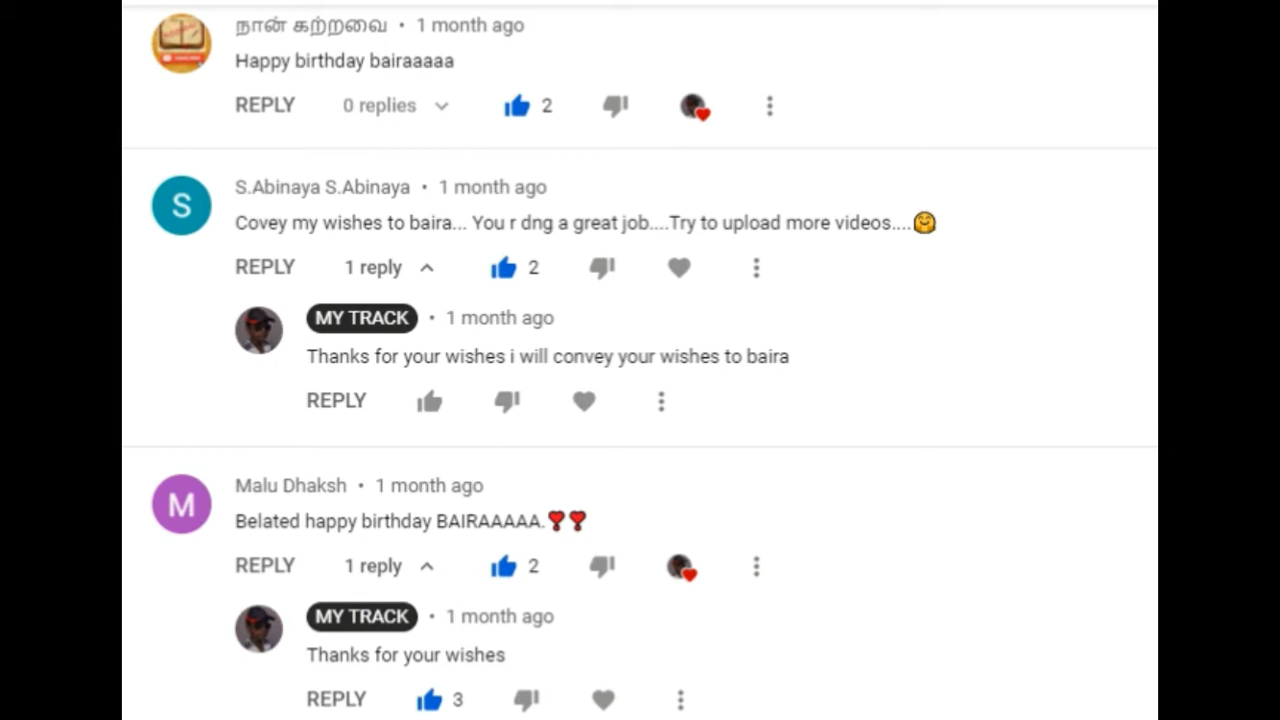 நான் கற்றவை • 1 month ago
Happy birthday bairaaaaa
REPLY 0 replies 2
S.Abinaya S.Abinaya • 1 month ago
S
Covey my wishes to baira... You r dng a great job....Try to upload more videos....🤗
REPLY 1 reply 2
MY TRACK • 1 month ago
Thanks for your wishes i will convey your wishes to baira
REPLY
Malu Dhaksh • 1 month ago
M
Belated happy birthday BAIRAAAAA.❣❣
REPLY 1 reply 2
MY TRACK • 1 month ago
Thanks for your wishes
REPLY 3